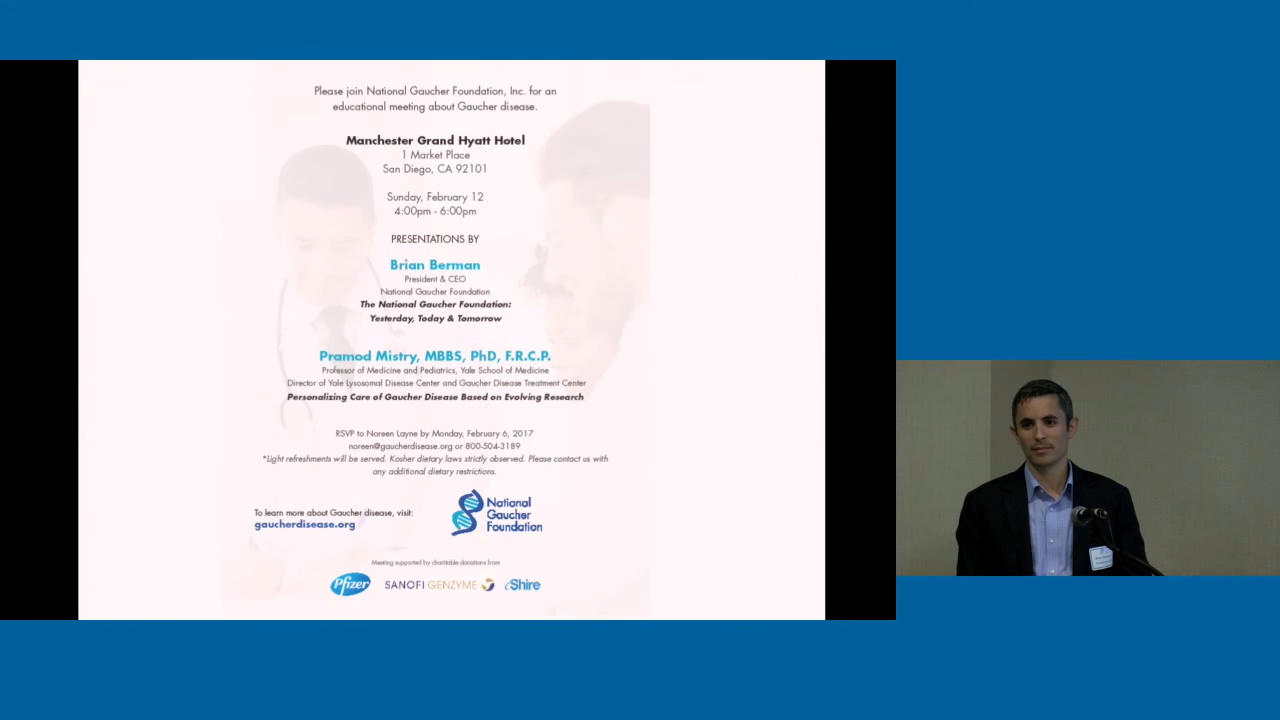 Please join National Gaucher Foundation, Inc. for an
educational meeting about Gaucher disease.
Manchester Grand Hyatt Hotel
1 Market Place
San Diego, CA 92101
Sunday, February 12
4:00pm - 6:00pm
PRESENTATIONS BY
Brian Berman
President & CEO
National Gaucher Foundation
The National Gaucher Foundation:
Yesterday, Today & Tomorrow
Pramod Mistry, MBBS, PhD, F.R.C.P.
Professor of Medicine and Pediatrics, Yale School of Medicine
Director of Yale Lysosomal Disease Center and Gaucher Disease Treatment Center
Personalizing Care of Gaucher Disease Based on Evolving Research
RSVP to Noreen Layne by Monday, February 6, 2017
noreen@gaucherdisease.org or 800-504-3189
*Light refreshments will be served. Kosher dietary laws strictly observed. Please contact us with
any additional dietary restrictions.
To learn more about Gaucher disease, visit:
gaucherdisease.org
National
Gaucher
Foundation
Meeting supported by charitable donations from
Pfizer SANOFI GENZYME Shire